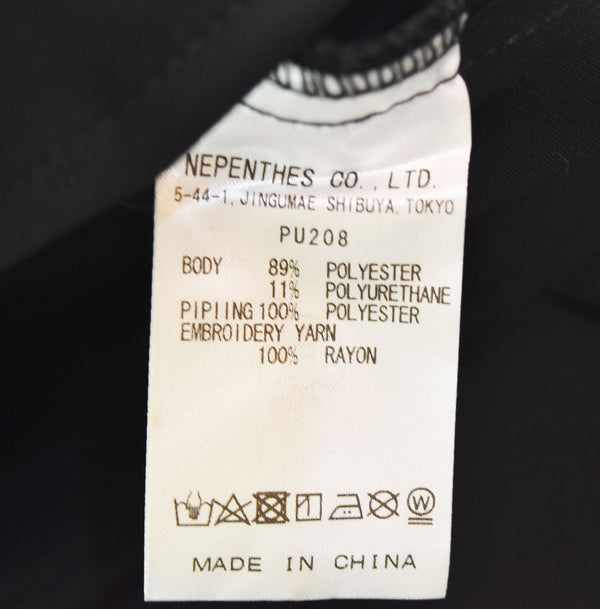 NEPENTHES CO., LTD.
5-44-1, JINGUMAE SHIBUYA, TOKYO
PU208
BODY 89% POLYESTER
11% POLYURETHANE
PIPIING 100% POLYESTER
EMBROIDERY YARN
100% RAYON
W
MADE IN CHINA